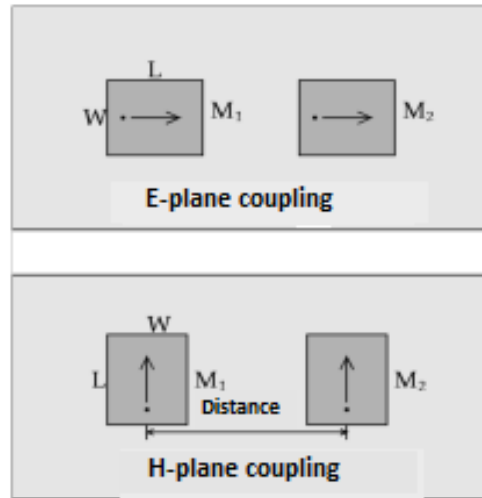 L
W M₁ M₂
E-plane coupling
W
L M₁ M₂
Distance
H-plane coupling